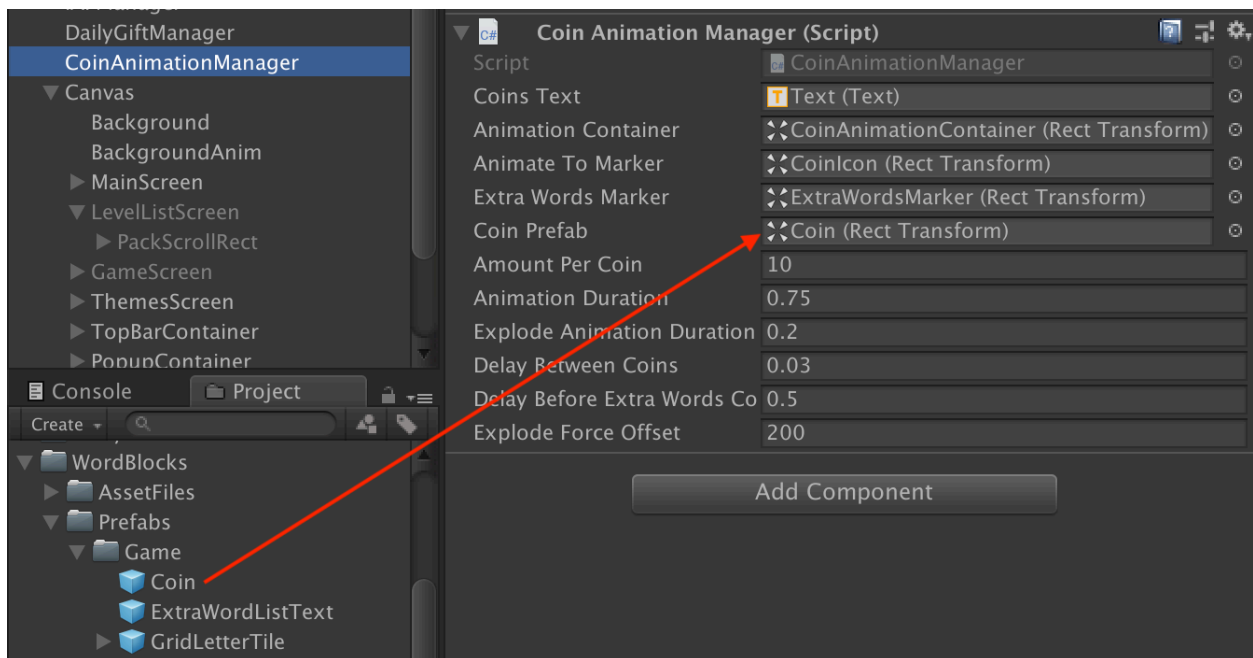 DailyGiftManager
CoinAnimationManager
Canvas
Background
BackgroundAnim
MainScreen
LevelListScreen
PackScrollRect
GameScreen
ThemesScreen
TopBarContainer
PopupContainer
Console Project
Create
WordBlocks
AssetFiles
Prefabs
Game
Coin
ExtraWordListText
GridLetterTile
C# Coin Animation Manager (Script)
Script CoinAnimationManager
Coins Text T Text (Text)
Animation Container CoinAnimationContainer (Rect Transform)
Animate To Marker CoinIcon (Rect Transform)
Extra Words Marker ExtraWordsMarker (Rect Transform)
Coin Prefab Coin (Rect Transform)
Amount Per Coin 10
Animation Duration 0.75
Explode Animation Duration 0.2
Delay Between Coins 0.03
Delay Before Extra Words Co 0.5
Explode Force Offset 200
Add Component